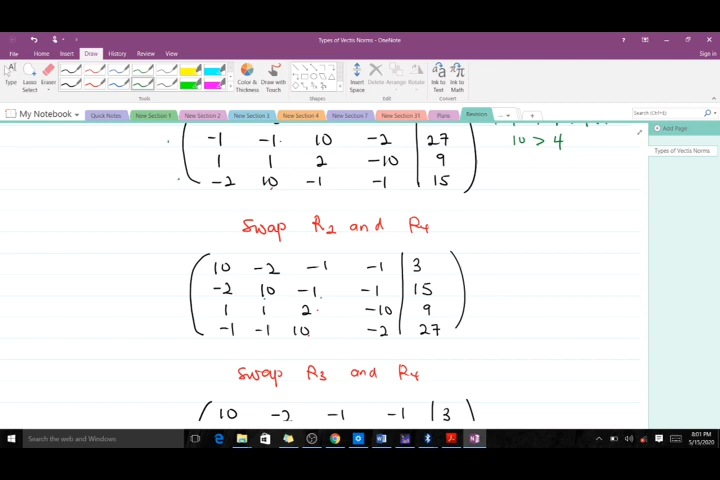 Types of Vectis Norms - OneNote
File Home Insert Draw History Review View
Type Lasso Select Eraser Color & Thickness Draw with Touch Insert Space Delete Arrange Rotate Ink to Text Ink to Math
Tools Shapes Edit Convert
My Notebook Quick Notes New Section 1 New Section 2 New Section 3 New Section 4 New Section 7 New Section 31 Puns Revision Search (Ctrl+E)
Add Page
Types of Vectis Norms
-1 -1 10 -2 27
10 > 4
1 1 2 -10 9
-2 10 -1 -1 15
Swap R2 and R4
10 -2 -1 -1 3
-2 10 -1 -1 15
1 1 2 -10 9
-1 -1 10 -2 27
Swap R3 and R4
10 -2 -1 -1 3
Search the Web and Windows
8:01 PM
5/15/2020